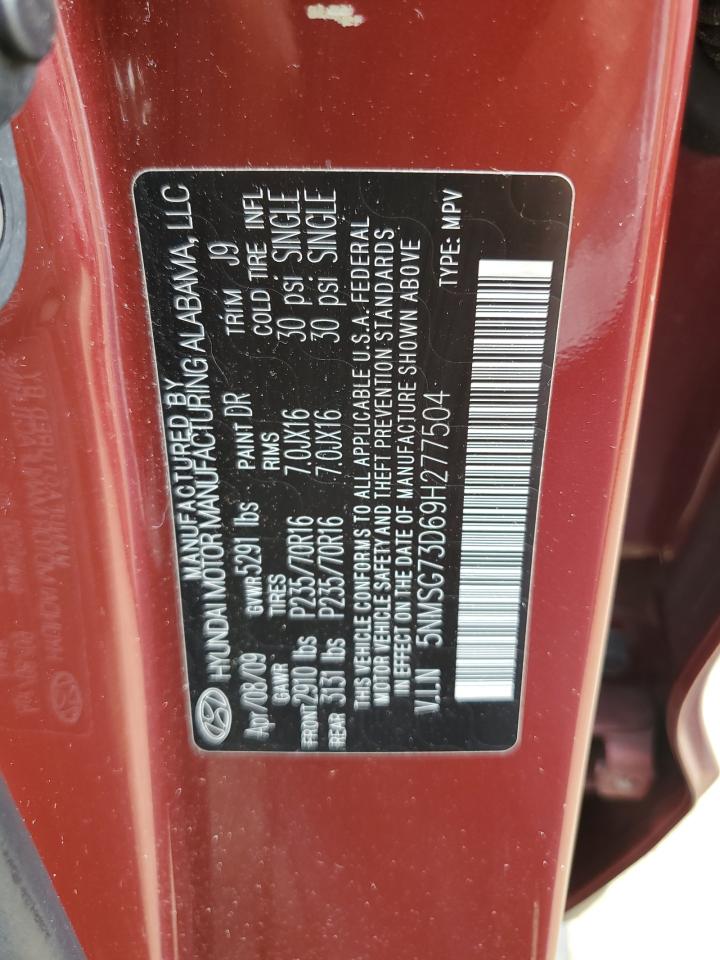 MANUFACTURED BY
HYUNDAI MOTOR MANUFACTURING ALABAMA, LLC
Apr/08/09 GVWR 5291 lbs PAINT DR TRIM J9
GAWR TIRES RIMS COLD TIRE INFL
FRONT 2910 lbs P235/70R16 7.0JX16 30 psi SINGLE
REAR 3131 lbs P235/70R16 7.0JX16 30 psi SINGLE
THIS VEHICLE CONFORMS TO ALL APPLICABLE U.S.A. FEDERAL
MOTOR VEHICLE SAFETY AND THEFT PREVENTION STANDARDS
IN EFFECT ON THE DATE OF MANUFACTURE SHOWN ABOVE
V.I.N 5NMSG73D69H277504 TYPE: MPV